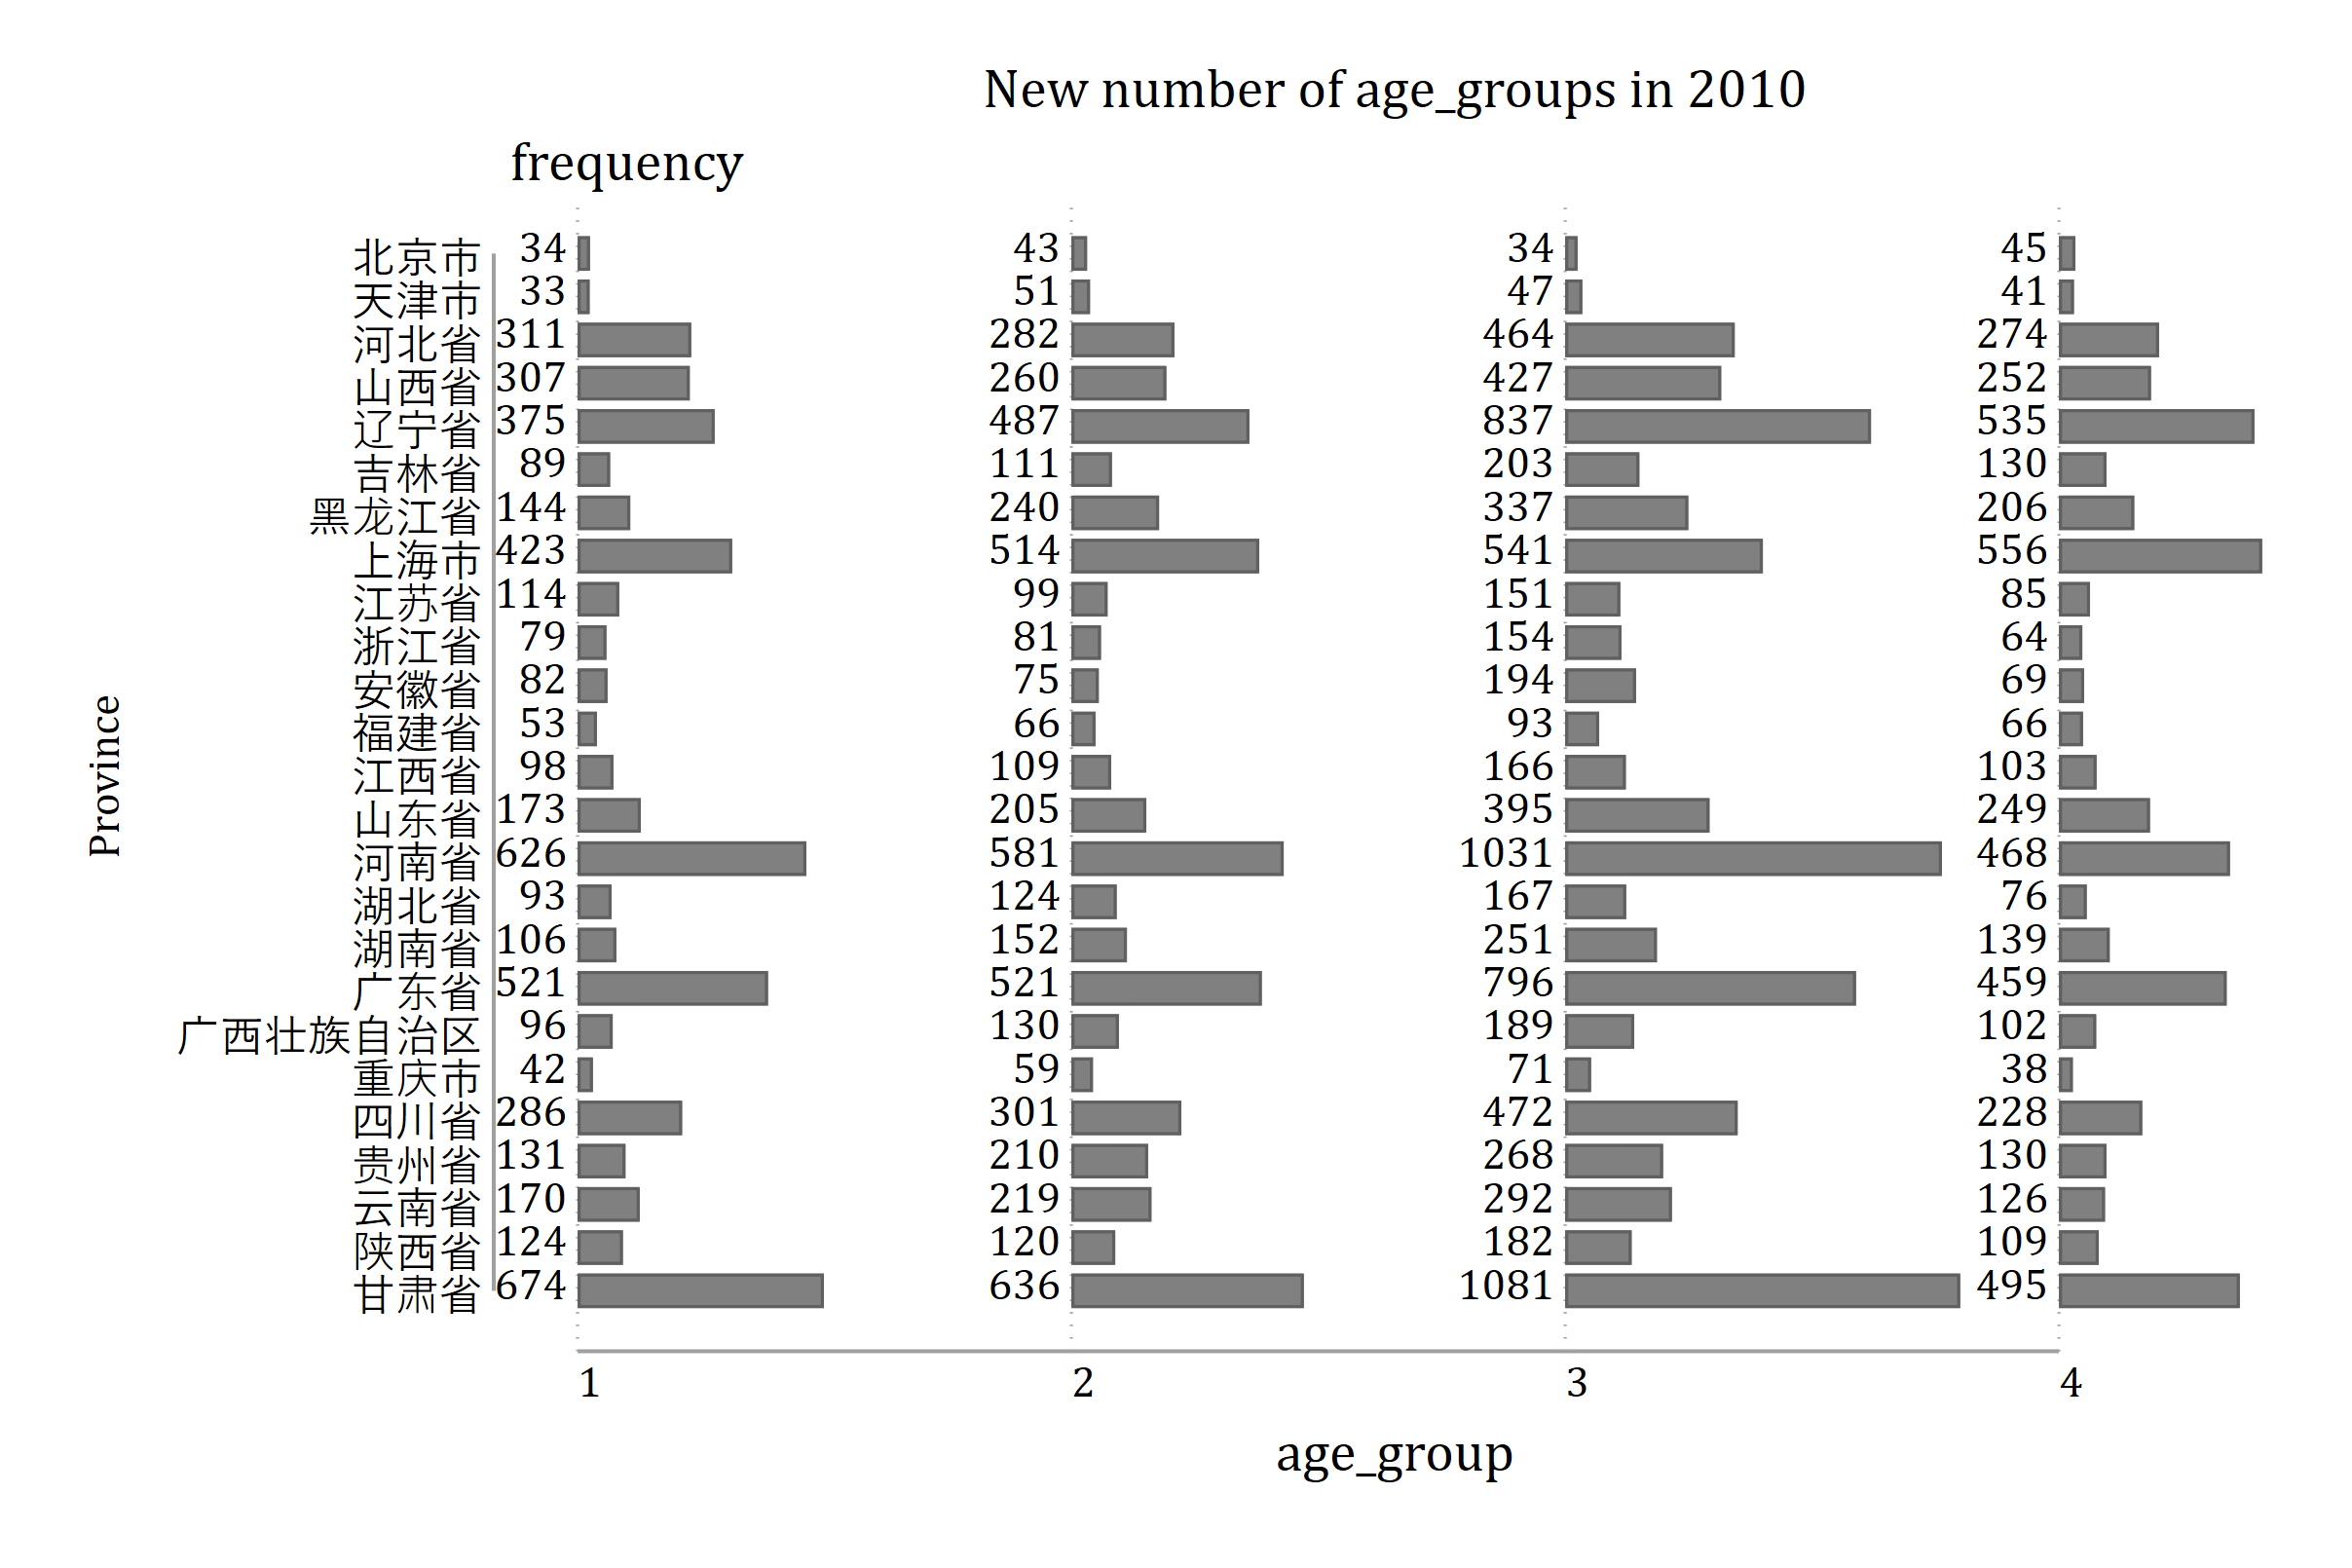 New number of age_groups in 2010
frequency
北京市 34 43 34 45
天津市 33 51 47 41
河北省 311 282 464 274
山西省 307 260 427 252
辽宁省 375 487 837 535
吉林省 89 111 203 130
黑龙江省 144 240 337 206
上海市 423 514 541 556
江苏省 114 99 151 85
浙江省 79 81 154 64
安徽省 82 75 194 69
福建省 53 66 93 66
江西省 98 109 166 103
山东省 173 205 395 249
河南省 626 581 1031 468
湖北省 93 124 167 76
湖南省 106 152 251 139
广东省 521 521 796 459
广西壮族自治区 96 130 189 102
重庆市 42 59 71 38
四川省 286 301 472 228
贵州省 131 210 268 130
云南省 170 219 292 126
陕西省 124 120 182 109
甘肃省 674 636 1081 495
Province
1 2 3 4
age_group